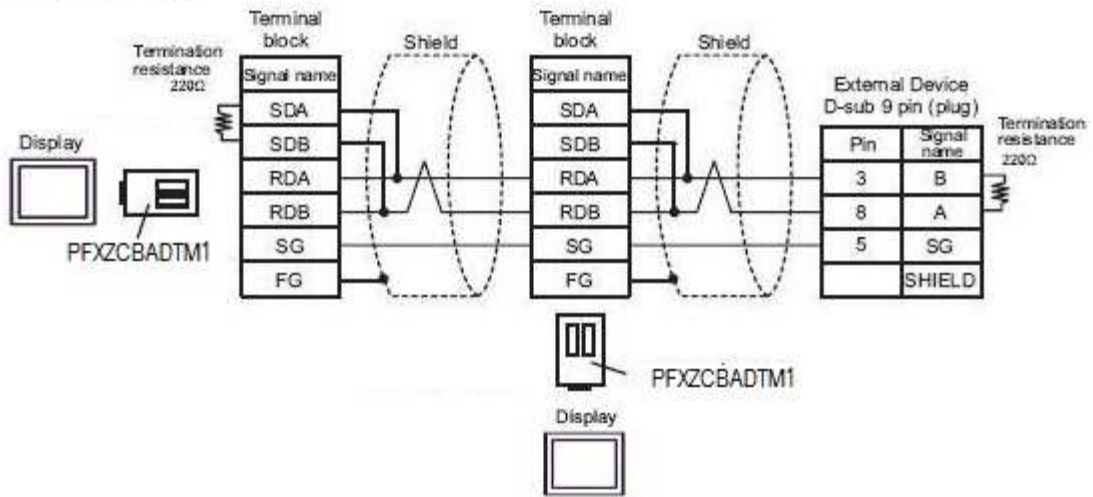 Terminal
block
Shield
Terminal
block
Shield
Termination
resistance
220Ω
Signal name
SDA
SDB
RDA
RDB
SG
FG
Signal name
SDA
SDB
RDA
RDB
SG
FG
External Device
D-sub 9 pin (plug)
Pin
Signal
name
3
B
8
A
5
SG
SHIELD
Termination
resistance
220Ω
Display
PFXZCBADTM1
PFXZCBADTM1
Display